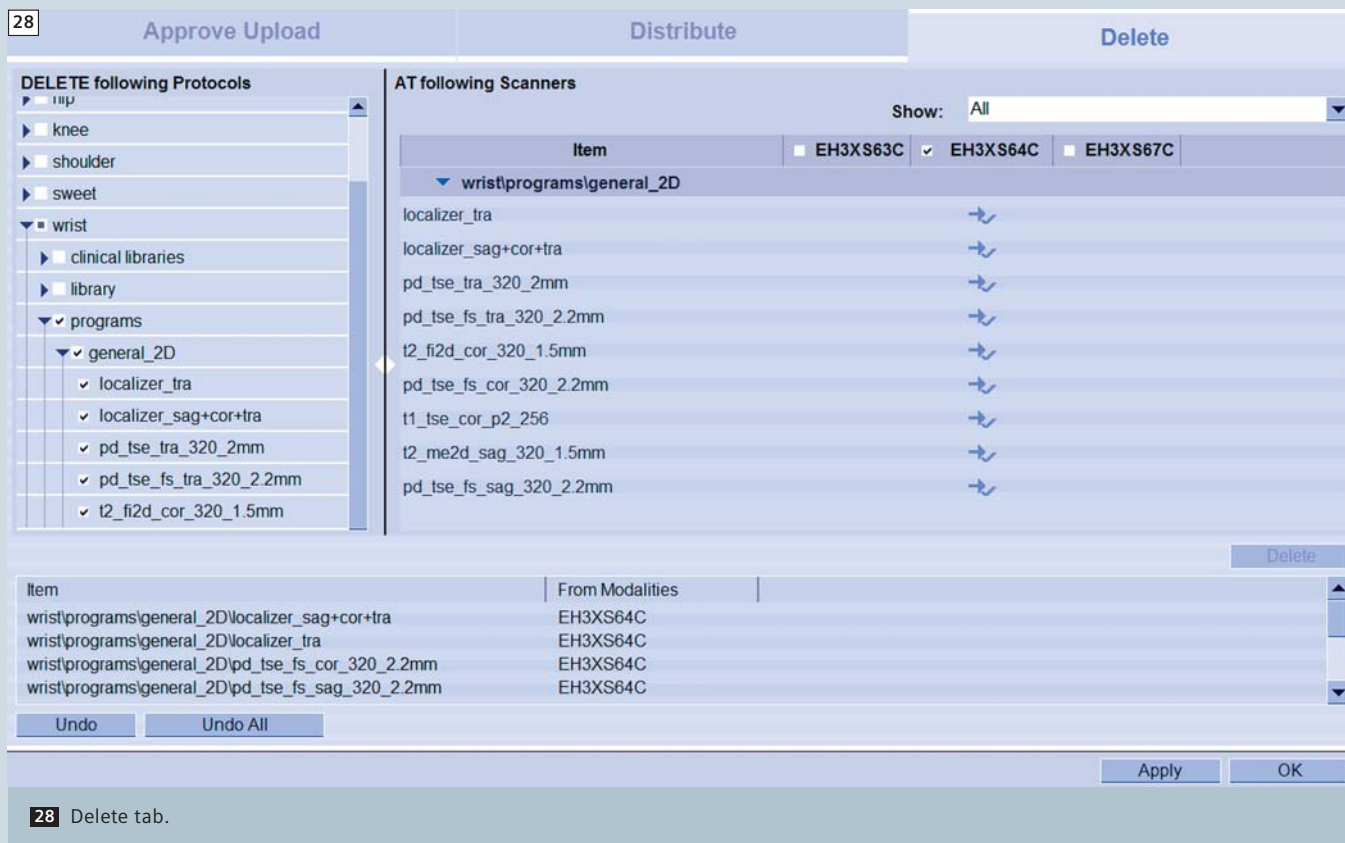 28
Approve Upload Distribute Delete
DELETE following Protocols
hip
knee
shoulder
sweet
wrist
clinical libraries
library
programs
general_2D
localizer_tra
localizer_sag+cor+tra
pd_tse_tra_320_2mm
pd_tse_fs_tra_320_2.2mm
t2_fi2d_cor_320_1.5mm
AT following Scanners
Show: All
Item EH3XS63C EH3XS64C EH3XS67C
wrist\programs\general_2D
localizer_tra
localizer_sag+cor+tra
pd_tse_tra_320_2mm
pd_tse_fs_tra_320_2.2mm
t2_fi2d_cor_320_1.5mm
pd_tse_fs_cor_320_2.2mm
t1_tse_cor_p2_256
t2_me2d_sag_320_1.5mm
pd_tse_fs_sag_320_2.2mm
Delete
Item From Modalities
wrist\programs\general_2D\localizer_sag+cor+tra EH3XS64C
wrist\programs\general_2D\localizer_tra EH3XS64C
wrist\programs\general_2D\pd_tse_fs_cor_320_2.2mm EH3XS64C
wrist\programs\general_2D\pd_tse_fs_sag_320_2.2mm EH3XS64C
Undo Undo All
Apply OK
28 Delete tab.